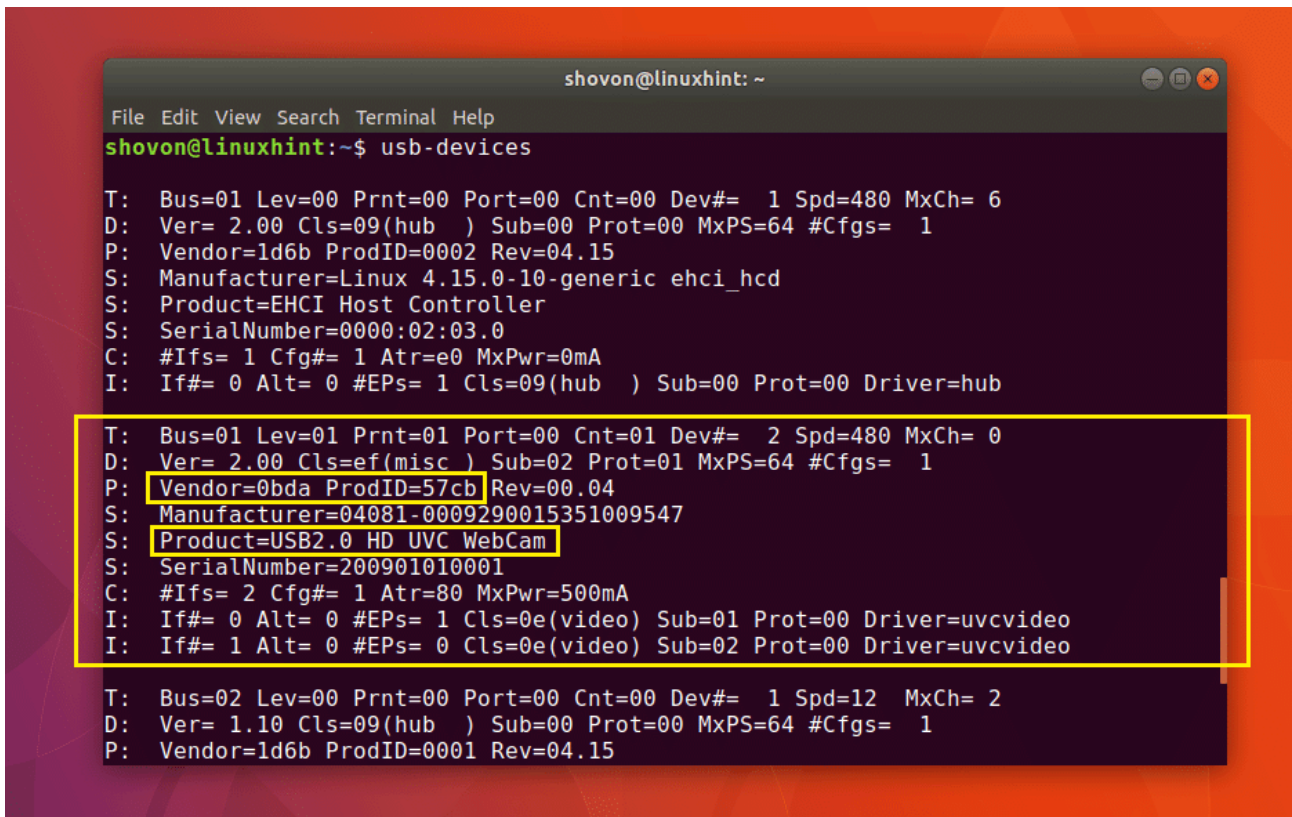 shovon@linuxhint: ~
File Edit View Search Terminal Help
shovon@linuxhint:~$ usb-devices
T:  Bus=01 Lev=00 Prnt=00 Port=00 Cnt=00 Dev#=  1 Spd=480 MxCh= 6
D:  Ver= 2.00 Cls=09(hub  ) Sub=00 Prot=00 MxPS=64 #Cfgs=  1
P:  Vendor=1d6b ProdID=0002 Rev=04.15
S:  Manufacturer=Linux 4.15.0-10-generic ehci_hcd
S:  Product=EHCI Host Controller
S:  SerialNumber=0000:02:03.0
C:  #Ifs= 1 Cfg#= 1 Atr=e0 MxPwr=0mA
I:  If#= 0 Alt= 0 #EPs= 1 Cls=09(hub  ) Sub=00 Prot=00 Driver=hub
T:  Bus=01 Lev=01 Prnt=01 Port=00 Cnt=01 Dev#=  2 Spd=480 MxCh= 0
D:  Ver= 2.00 Cls=ef(misc ) Sub=02 Prot=01 MxPS=64 #Cfgs=  1
P:  Vendor=0bda ProdID=57cb Rev=00.04
S:  Manufacturer=04081-0009290015351009547
S:  Product=USB2.0 HD UVC WebCam
S:  SerialNumber=200901010001
C:  #Ifs= 2 Cfg#= 1 Atr=80 MxPwr=500mA
I:  If#= 0 Alt= 0 #EPs= 1 Cls=0e(video) Sub=01 Prot=00 Driver=uvcvideo
I:  If#= 1 Alt= 0 #EPs= 0 Cls=0e(video) Sub=02 Prot=00 Driver=uvcvideo
T:  Bus=02 Lev=00 Prnt=00 Port=00 Cnt=00 Dev#=  1 Spd=12  MxCh= 2
D:  Ver= 1.10 Cls=09(hub  ) Sub=00 Prot=00 MxPS=64 #Cfgs=  1
P:  Vendor=1d6b ProdID=0001 Rev=04.15